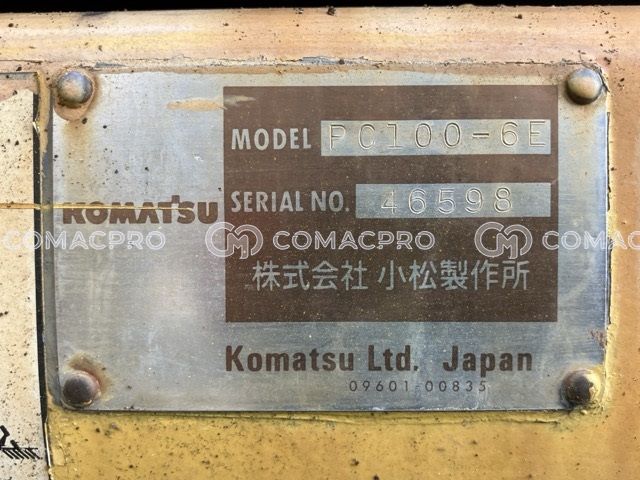 MODEL PC100-6E
SERIAL NO. 46598
KOMATSU
COMACPRO COMACPRO COMACPRO
株式会社 小松製作所
Komatsu Ltd. Japan
09601-00835